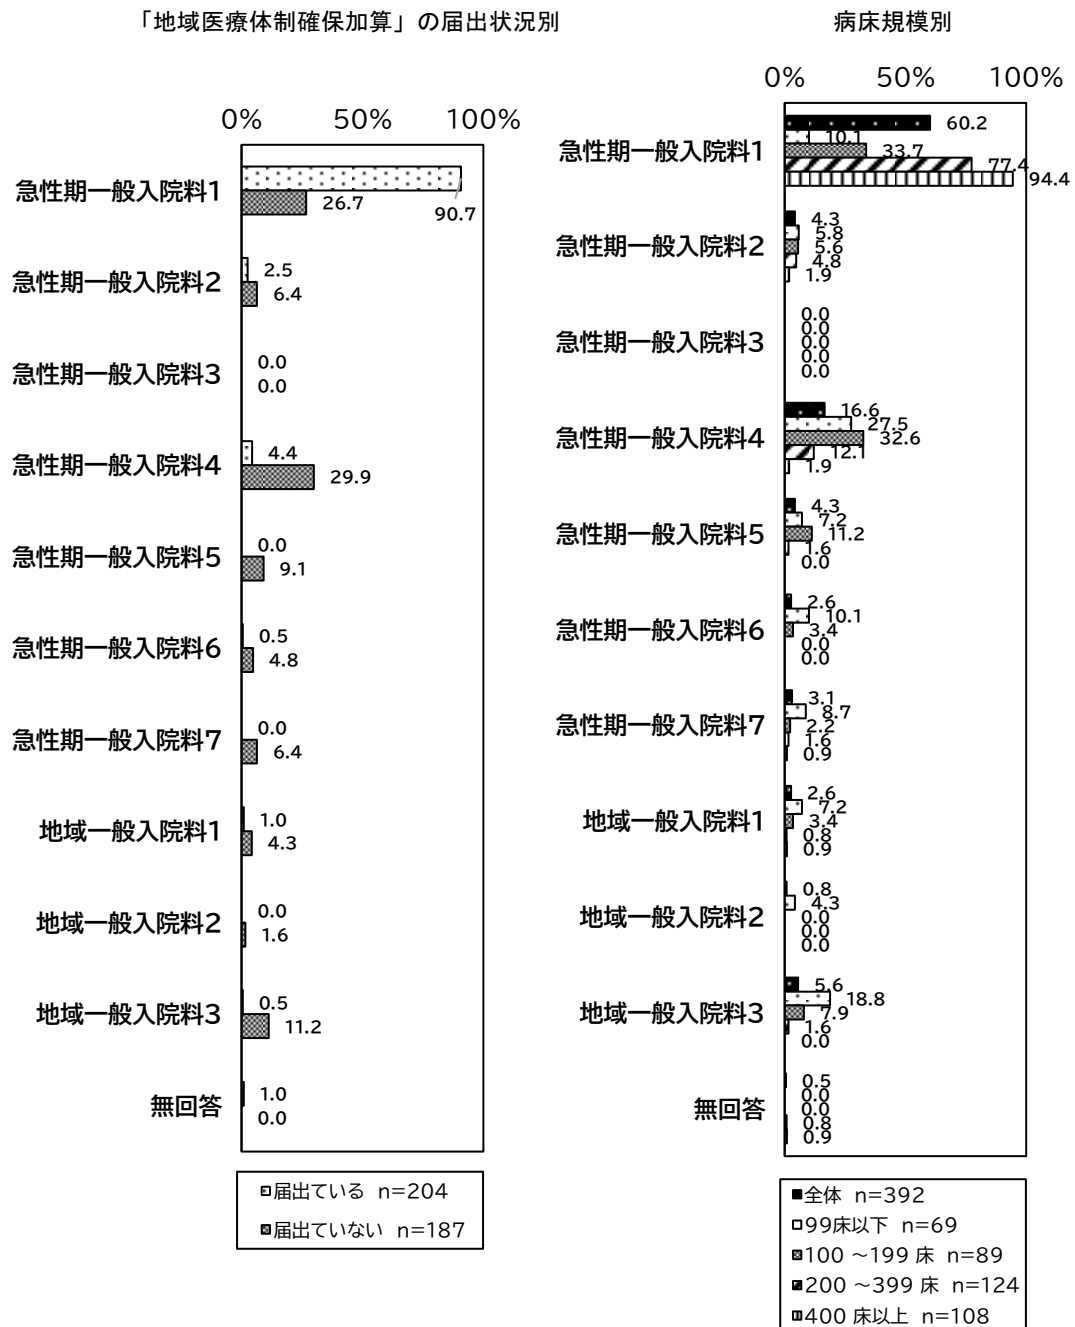 「地域医療体制確保加算」の届出状況別
0% 50% 100%
急性期一般入院料1
90.7
26.7
急性期一般入院料2
2.5
6.4
急性期一般入院料3
0.0
0.0
急性期一般入院料4
4.4
29.9
急性期一般入院料5
0.0
9.1
急性期一般入院料6
0.5
4.8
急性期一般入院料7
0.0
6.4
地域一般入院料1
1.0
4.3
地域一般入院料2
0.0
1.6
地域一般入院料3
0.5
11.2
無回答
1.0
0.0
届出ている n=204
届出ていない n=187
病床規模別
0% 50% 100%
急性期一般入院料1
60.2
10.1
33.7
77.4
94.4
急性期一般入院料2
4.3
5.8
5.6
4.8
1.9
急性期一般入院料3
0.0
0.0
0.0
0.0
0.0
急性期一般入院料4
16.6
27.5
32.6
12.1
1.9
急性期一般入院料5
4.3
7.2
11.2
1.6
0.0
急性期一般入院料6
2.6
10.1
3.4
0.0
0.0
急性期一般入院料7
3.1
8.7
2.2
1.6
0.9
地域一般入院料1
2.6
7.2
3.4
0.8
0.9
地域一般入院料2
0.8
4.3
0.0
0.0
0.0
地域一般入院料3
5.6
18.8
7.9
1.6
0.0
無回答
0.5
0.0
0.0
0.8
0.9
全体 n=392
99床以下 n=69
100 ～199 床 n=89
200 ～399 床 n=124
400 床以上 n=108